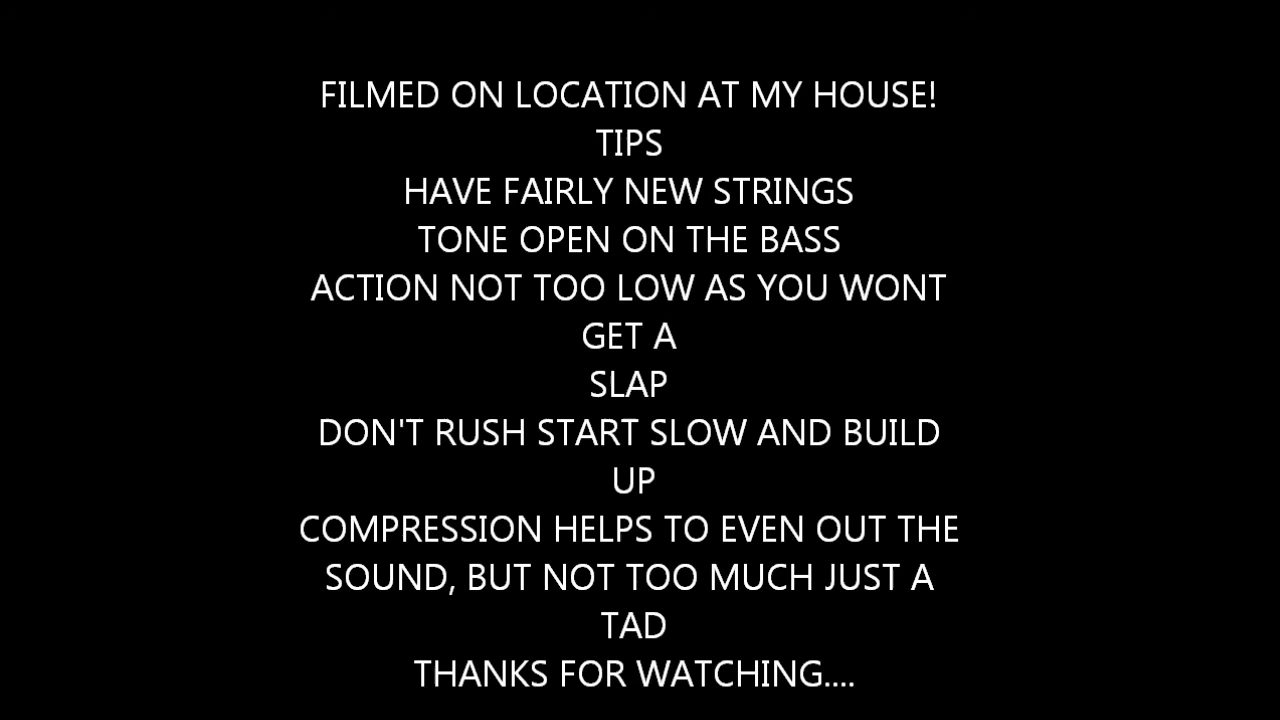 FILMED ON LOCATION AT MY HOUSE!
TIPS
HAVE FAIRLY NEW STRINGS
TONE OPEN ON THE BASS
ACTION NOT TOO LOW AS YOU WONT
GET A
SLAP
DON'T RUSH START SLOW AND BUILD
UP
COMPRESSION HELPS TO EVEN OUT THE
SOUND, BUT NOT TOO MUCH JUST A
TAD
THANKS FOR WATCHING....